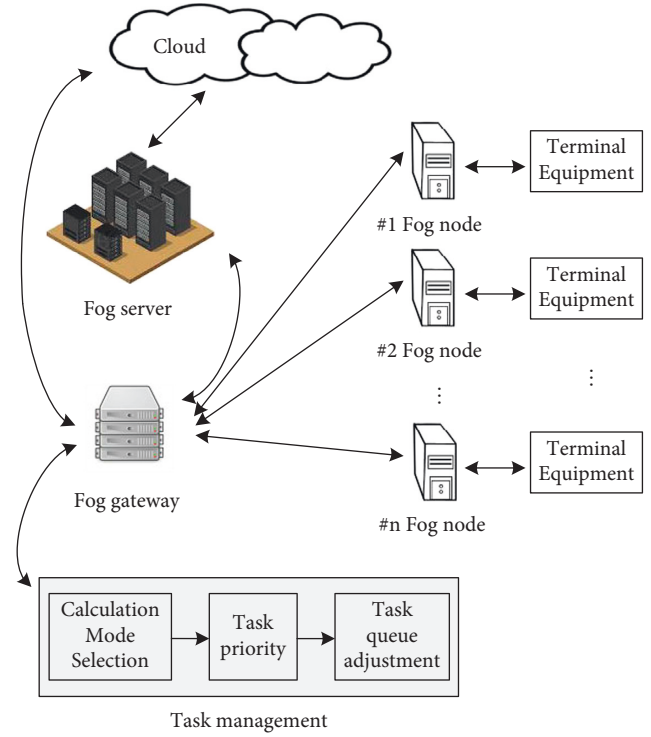 Cloud
Terminal
Equipment
#1 Fog node
Fog server
Terminal
Equipment
#2 Fog node
⋮
⋮
Terminal
Equipment
Fog gateway
#n Fog node
Calculation
Mode
Selection
Task
priority
Task
queue
adjustment
Task management